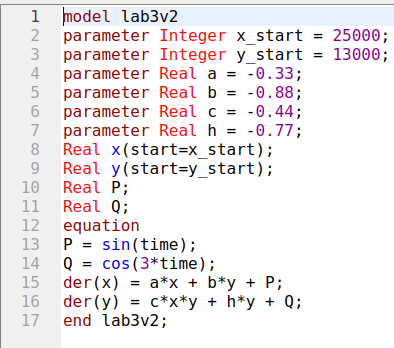 1 model lab3v2
2 parameter Integer x_start = 25000;
3 parameter Integer y_start = 13000;
4 parameter Real a = -0.33;
5 parameter Real b = -0.88;
6 parameter Real c = -0.44;
7 parameter Real h = -0.77;
8 Real x(start=x_start);
9 Real y(start=y_start);
10 Real P;
11 Real Q;
12 equation
13 P = sin(time);
14 Q = cos(3*time);
15 der(x) = a*x + b*y + P;
16 der(y) = c*x*y + h*y + Q;
17 end lab3v2;